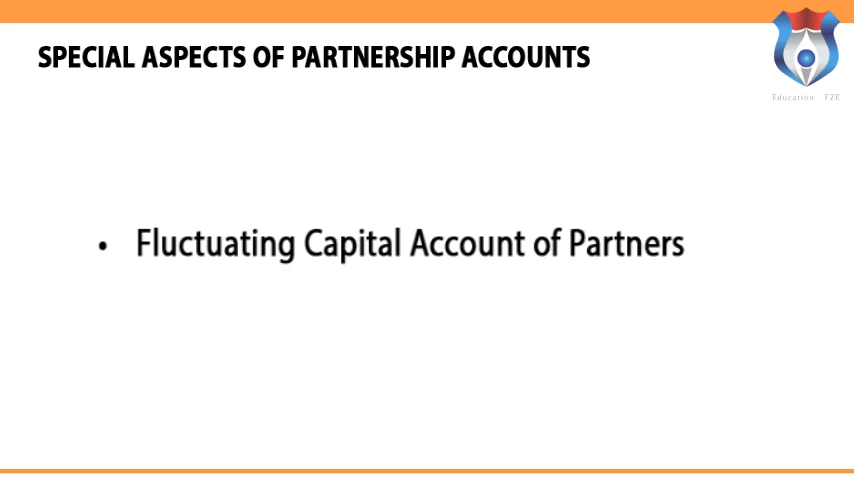 SPECIAL ASPECTS OF PARTNERSHIP ACCOUNTS
Education FZE
• Fluctuating Capital Account of Partners